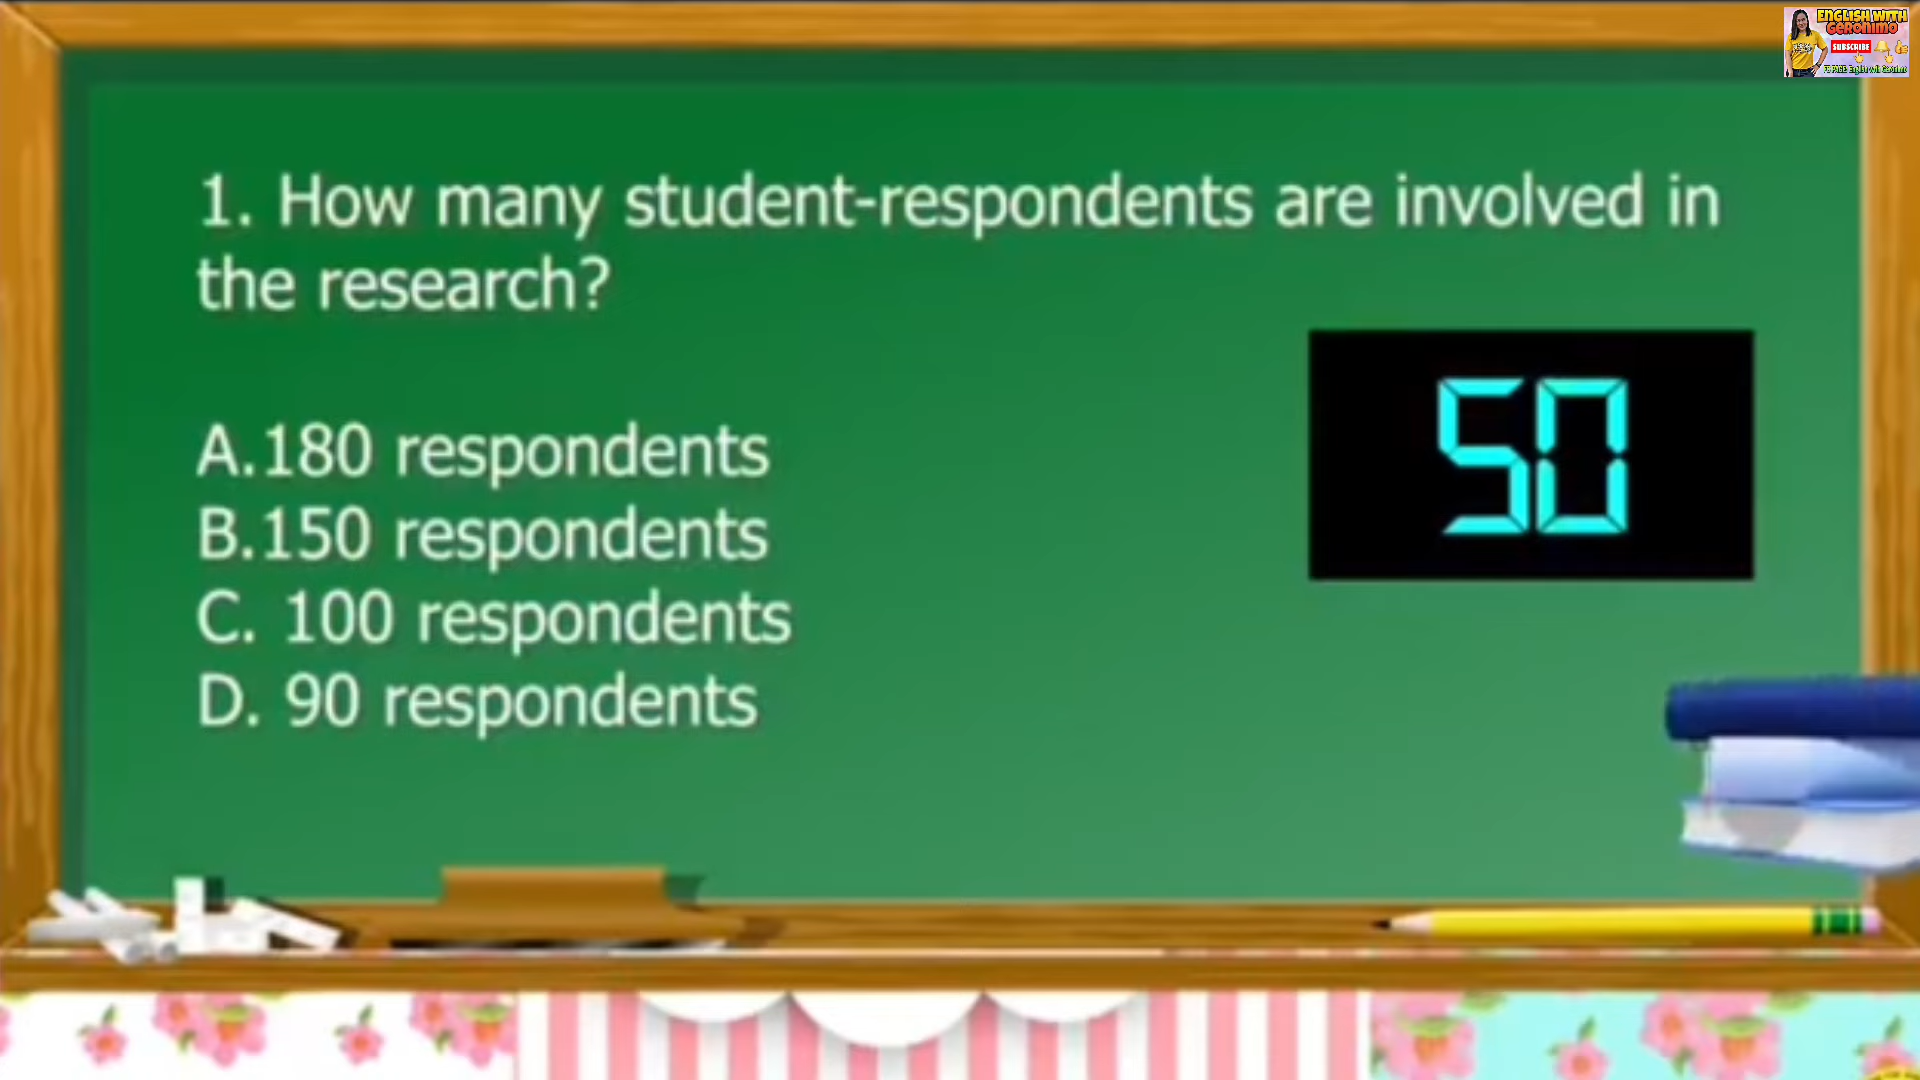 ENGLISH WITH
GERONIMO
SUBSCRIBE
1. How many student-respondents are involved in
the research?
50
A.180 respondents
B.150 respondents
C. 100 respondents
D. 90 respondents